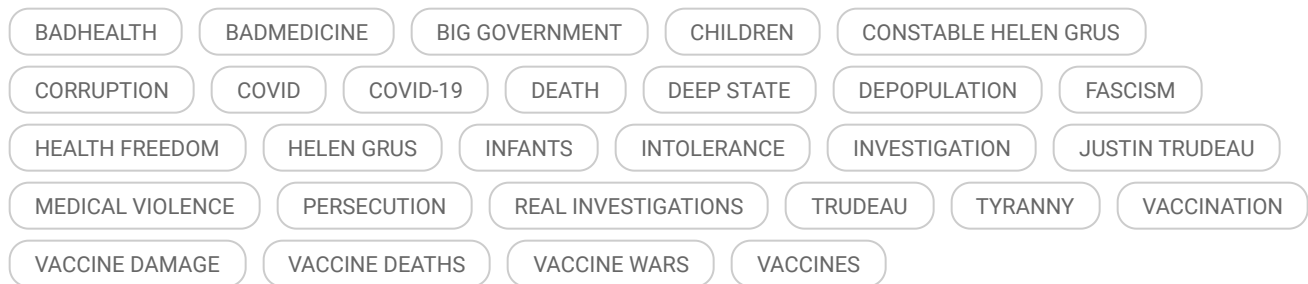 BADHEALTH BADMEDICINE BIG GOVERNMENT CHILDREN CONSTABLE HELEN GRUS
CORRUPTION COVID COVID-19 DEATH DEEP STATE DEPOPULATION FASCISM
HEALTH FREEDOM HELEN GRUS INFANTS INTOLERANCE INVESTIGATION JUSTIN TRUDEAU
MEDICAL VIOLENCE PERSECUTION REAL INVESTIGATIONS TRUDEAU TYRANNY VACCINATION
VACCINE DAMAGE VACCINE DEATHS VACCINE WARS VACCINES